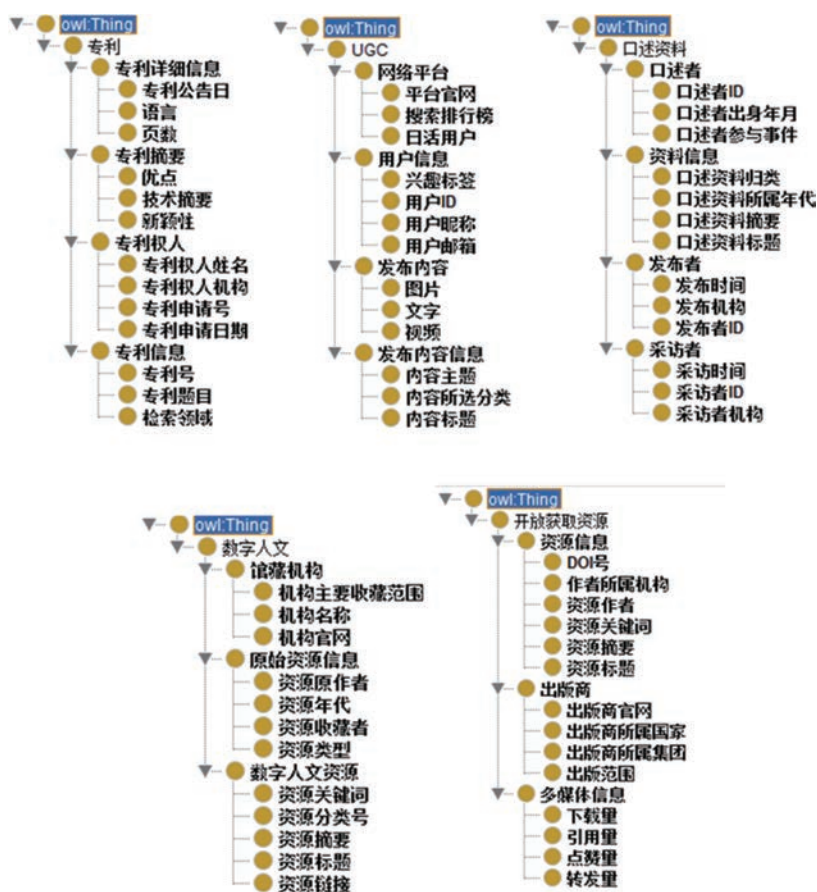 owl:Thing
专利
专利详细信息
专利公告日
语言
页数
专利摘要
优点
技术摘要
新颖性
专利权人
专利权人姓名
专利权人机构
专利申请号
专利申请日期
专利信息
专利号
专利题目
检索领域
owl:Thing
UGC
网络平台
平台官网
搜索排行榜
日活用户
用户信息
兴趣标签
用户ID
用户昵称
用户邮箱
发布内容
图片
文字
视频
发布内容信息
内容主题
内容所选分类
内容标题
owl:Thing
口述资料
口述者
口述者ID
口述者出身年月
口述者参与事件
资料信息
口述资料归类
口述资料所属年代
口述资料摘要
口述资料标题
发布者
发布时间
发布机构
发布者ID
采访者
采访时间
采访者ID
采访者机构
owl:Thing
数字人文
馆藏机构
机构主要收藏范围
机构名称
机构官网
原始资源信息
资源原作者
资源年代
资源收藏者
资源类型
数字人文资源
资源关键词
资源分类号
资源摘要
资源标题
资源链接
owl:Thing
开放获取资源
资源信息
DOI号
作者所属机构
资源作者
资源关键词
资源摘要
资源标题
出版商
出版商官网
出版商所属国家
出版商所属集团
出版范围
多媒体信息
下载量
引用量
点赞量
转发量